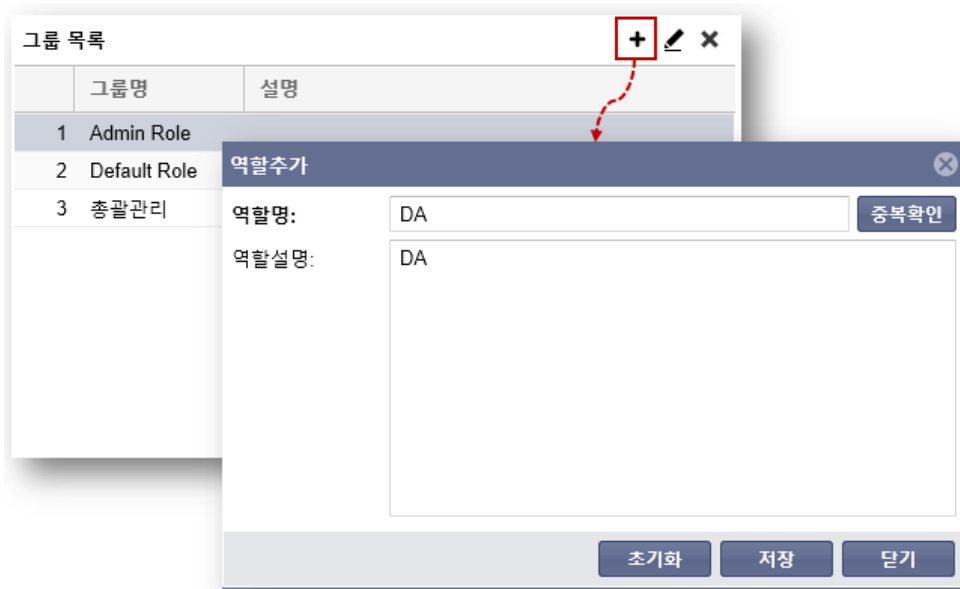 그룹 목록
그룹명 설명
1 Admin Role
2 Default Role
3 총괄관리
역할추가
역할명: DA 중복확인
역할설명: DA
초기화 저장 닫기